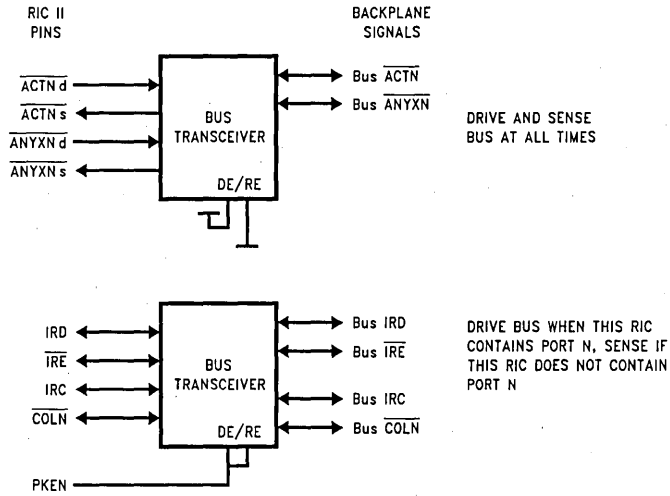 RIC II
PINS
BACKPLANE
SIGNALS
ACTN d
ACTN s
ANYXN d
ANYXN s
BUS
TRANSCEIVER
DE/RE
Bus ACTN
Bus ANYXN
DRIVE AND SENSE
BUS AT ALL TIMES
IRD
IRE
IRC
COLN
PKEN
BUS
TRANSCEIVER
DE/RE
Bus IRD
Bus IRE
Bus IRC
Bus COLN
DRIVE BUS WHEN THIS RIC
CONTAINS PORT N, SENSE IF
THIS RIC DOES NOT CONTAIN
PORT N